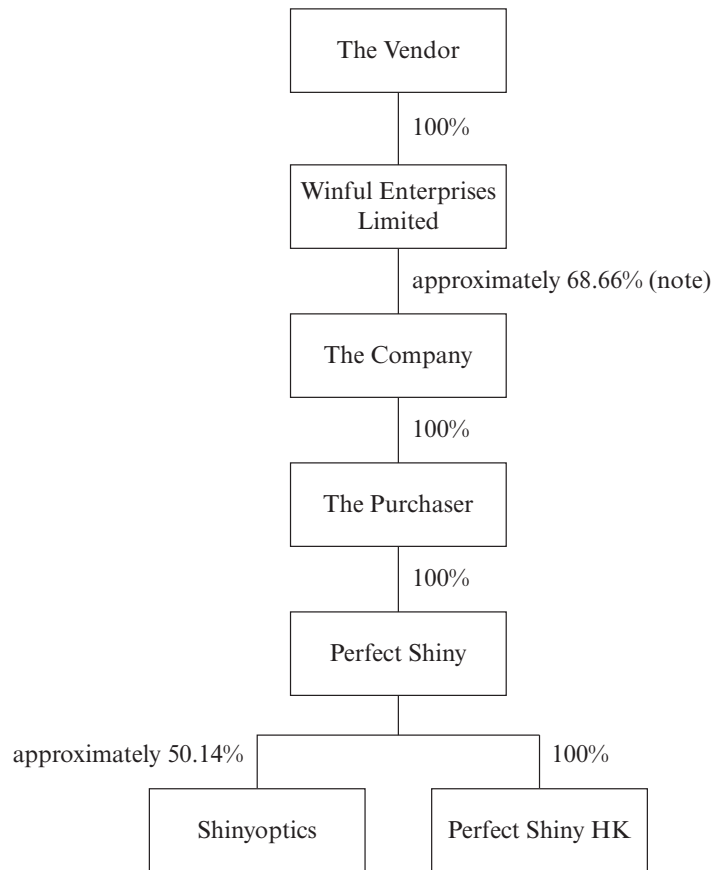 The Vendor
100%
Winful Enterprises
Limited
approximately 68.66% (note)
The Company
100%
The Purchaser
100%
Perfect Shiny
approximately 50.14%
100%
Shinyoptics
Perfect Shiny HK